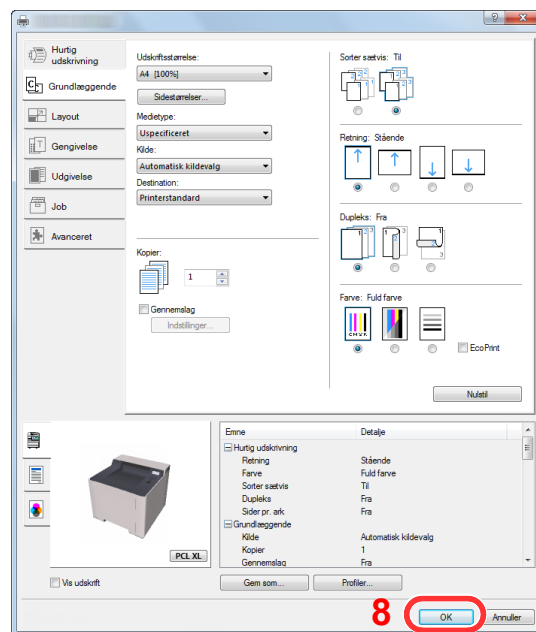 Hurtig
udskrivning
Grundlæggende
Layout
Gengivelse
Udgivelse
Job
Avanceret
Udskriftsstørrelse:
A4 [100%]
Sidestørrelser...
Medietype:
Uspecificeret
Kilde:
Automatisk kildevalg
Destination:
Printerstandard
Kopier:
1
Gennemslag
Indstillinger...
Sorter sætvis: Til
Retning: Stående
Dupleks: Fra
Farve: Fuld farve
CMYK
EcoPrint
Nulstil
PCL XL
Vis udskrift
Emne Detalje
Hurtig udskrivning
Retning Stående
Farve Fuld farve
Sorter sætvis Til
Dupleks Fra
Sider pr. ark Fra
Grundlæggende
Kilde Automatisk kildevalg
Kopier 1
Gennemslag Fra
Gem som... Profiler...
8 OK Annuller